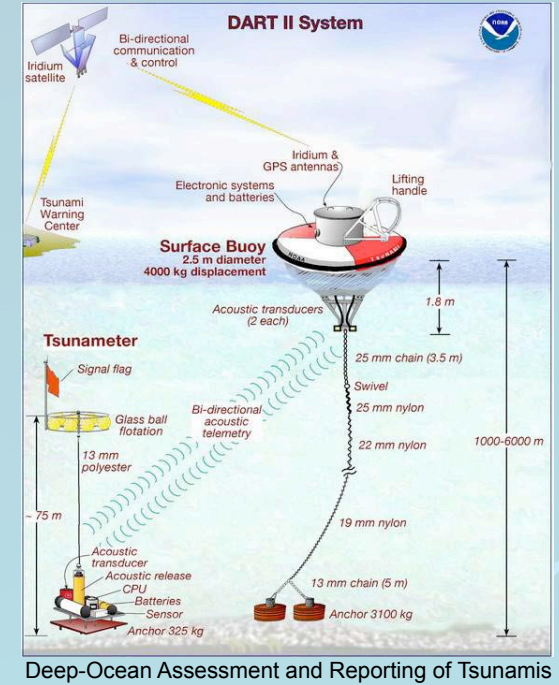 DART II System
NOAA
Bi-directional
communication
& control
Iridium
satellite
Iridium &
GPS antennas
Lifting
handle
Electronic systems
and batteries
Tsunami
Warning
Center
Surface Buoy
2.5 m diameter
4000 kg displacement
NOAA
TSUNAMI
1.8 m
Acoustic transducers
(2 each)
Tsunameter
Signal flag
25 mm chain (3.5 m)
Swivel
25 mm nylon
Bi-directional
acoustic
telemetry
Glass ball
flotation
22 mm nylon
1000-6000 m
13 mm
polyester
~ 75 m
19 mm nylon
Acoustic
transducer
Acoustic release
CPU
Batteries
Sensor
Anchor 325 kg
13 mm chain (5 m)
Anchor 3100 kg
Deep-Ocean Assessment and Reporting of Tsunamis